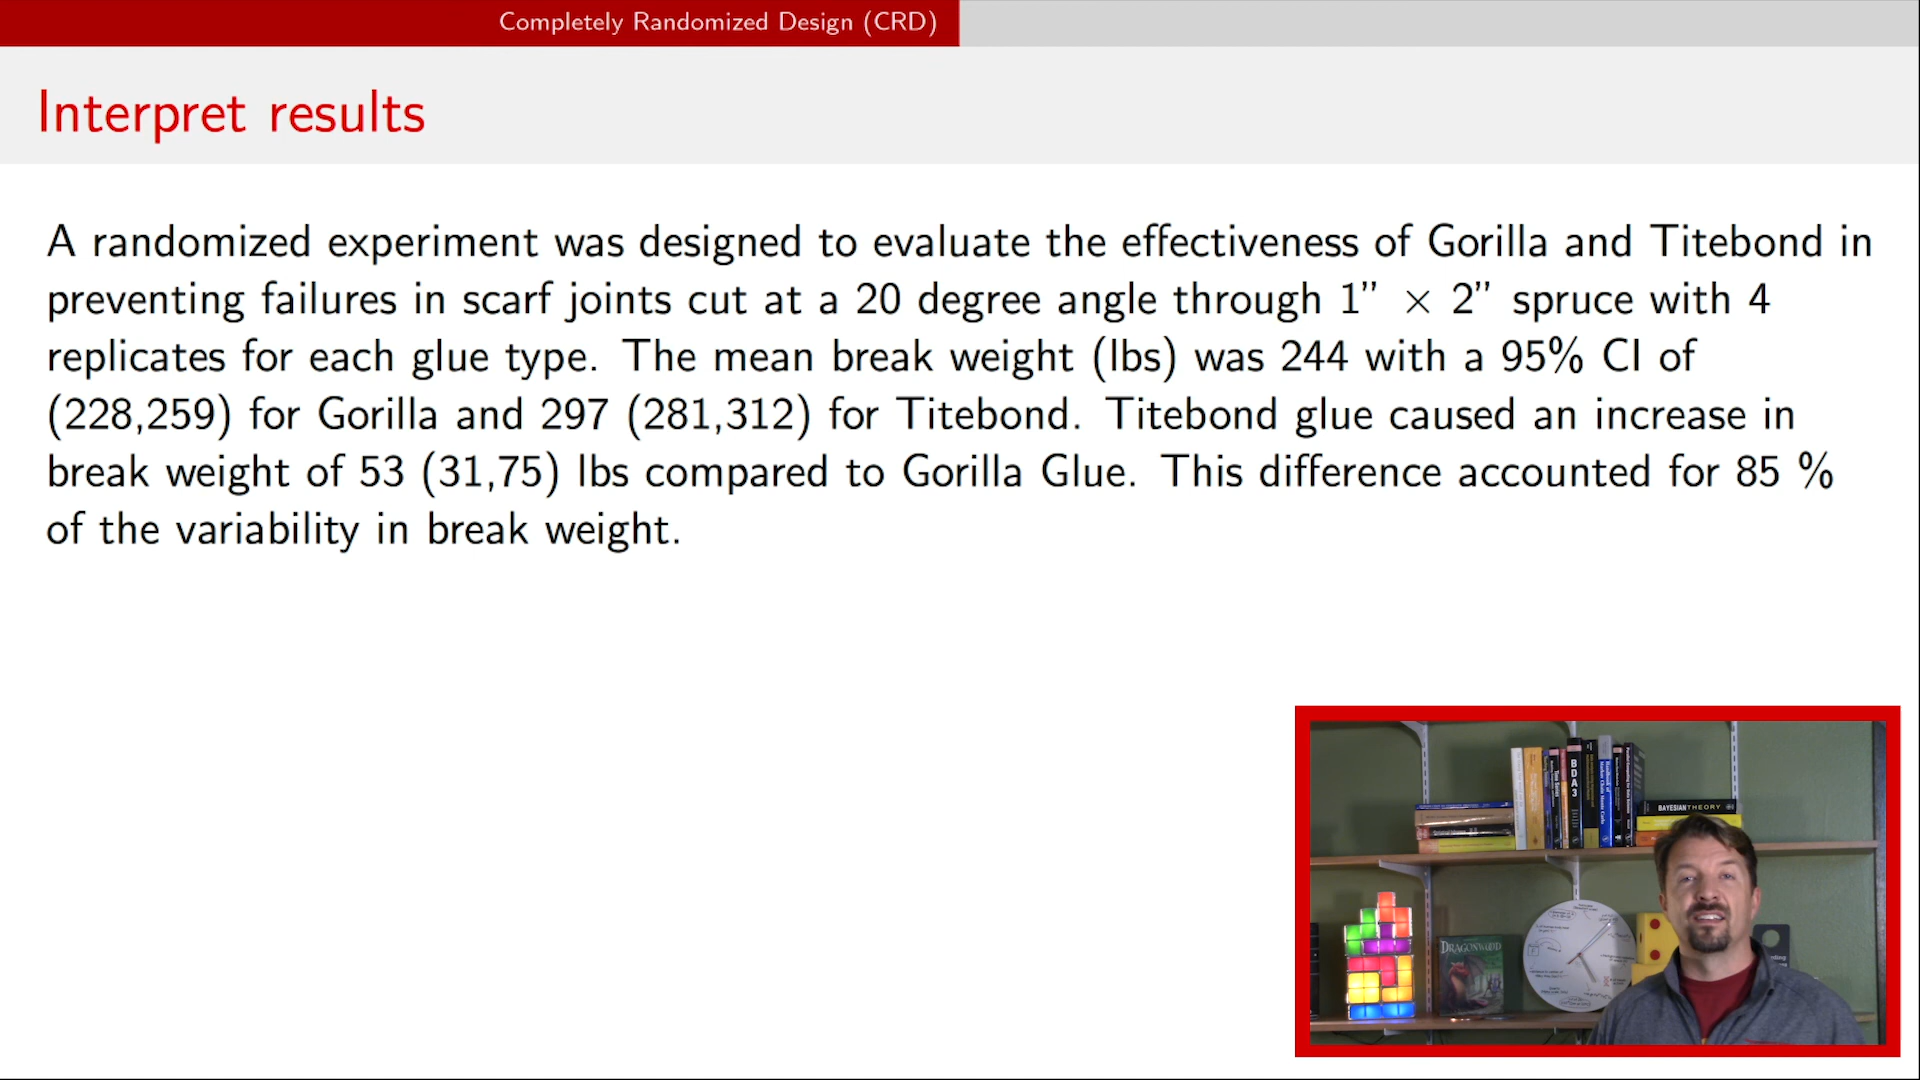 Completely Randomized Design (CRD)
Interpret results
A randomized experiment was designed to evaluate the effectiveness of Gorilla and Titebond in
preventing failures in scarf joints cut at a 20 degree angle through 1” × 2” spruce with 4
replicates for each glue type. The mean break weight (lbs) was 244 with a 95% CI of
(228,259) for Gorilla and 297 (281,312) for Titebond. Titebond glue caused an increase in
break weight of 53 (31,75) lbs compared to Gorilla Glue. This difference accounted for 85 %
of the variability in break weight.
BDA3
BAYESIAN THEORY
DRAGONWOOD